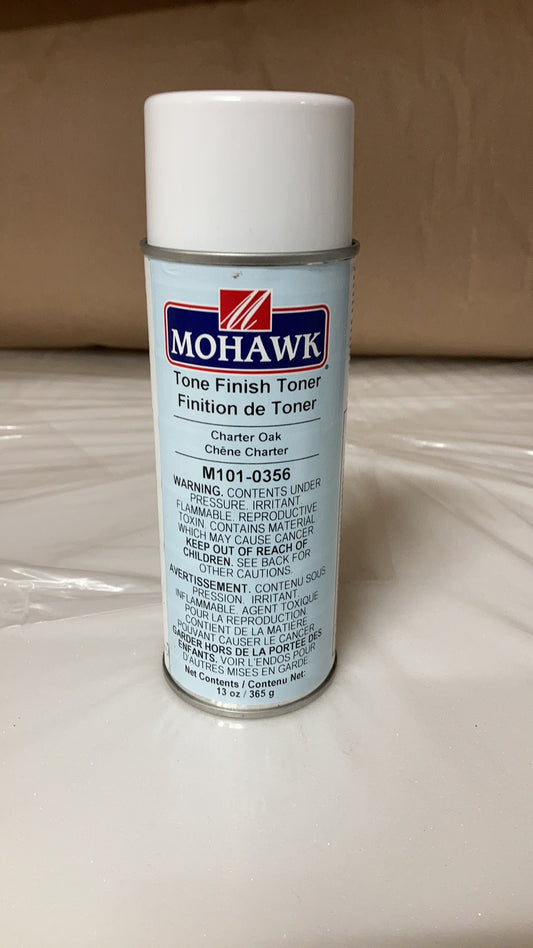 MOHAWK
Tone Finish Toner
Finition de Toner
Charter Oak
Chêne Charter
M101-0356
WARNING. CONTENTS UNDER
PRESSURE. IRRITANT.
FLAMMABLE. REPRODUCTIVE
TOXIN. CONTAINS MATERIAL
WHICH MAY CAUSE CANCER.
KEEP OUT OF REACH OF
CHILDREN. SEE BACK FOR
OTHER CAUTIONS.
AVERTISSEMENT. CONTENU SOUS
PRESSION. IRRITANT.
INFLAMMABLE. AGENT TOXIQUE
POUR LA REPRODUCTION.
CONTIENT DE LA MATIÈRE
POUVANT CAUSER LE CANCER.
GARDER HORS DE LA PORTÉE DES
ENFANTS. VOIR L'ENDOS POUR
D'AUTRES MISES EN GARDE.
Net Contents / Contenu Net:
13 oz / 365 g